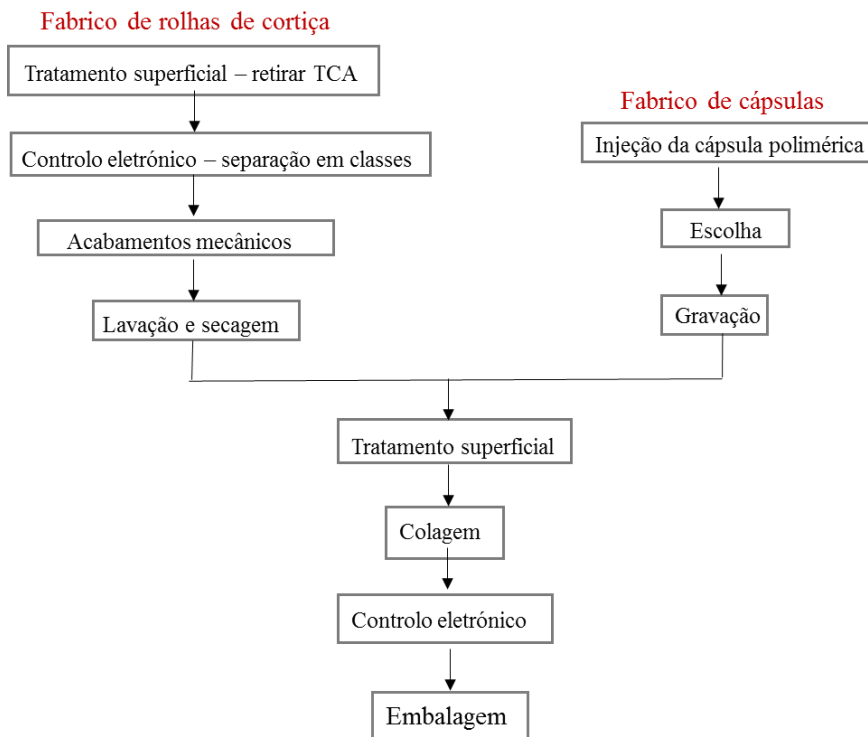 Fabrico de rolhas de cortiça
Tratamento superficial – retirar TCA
Controlo eletrónico – separação em classes
Acabamentos mecânicos
Lavação e secagem
Fabrico de cápsulas
Injeção da cápsula polimérica
Escolha
Gravação
Tratamento superficial
Colagem
Controlo eletrónico
Embalagem